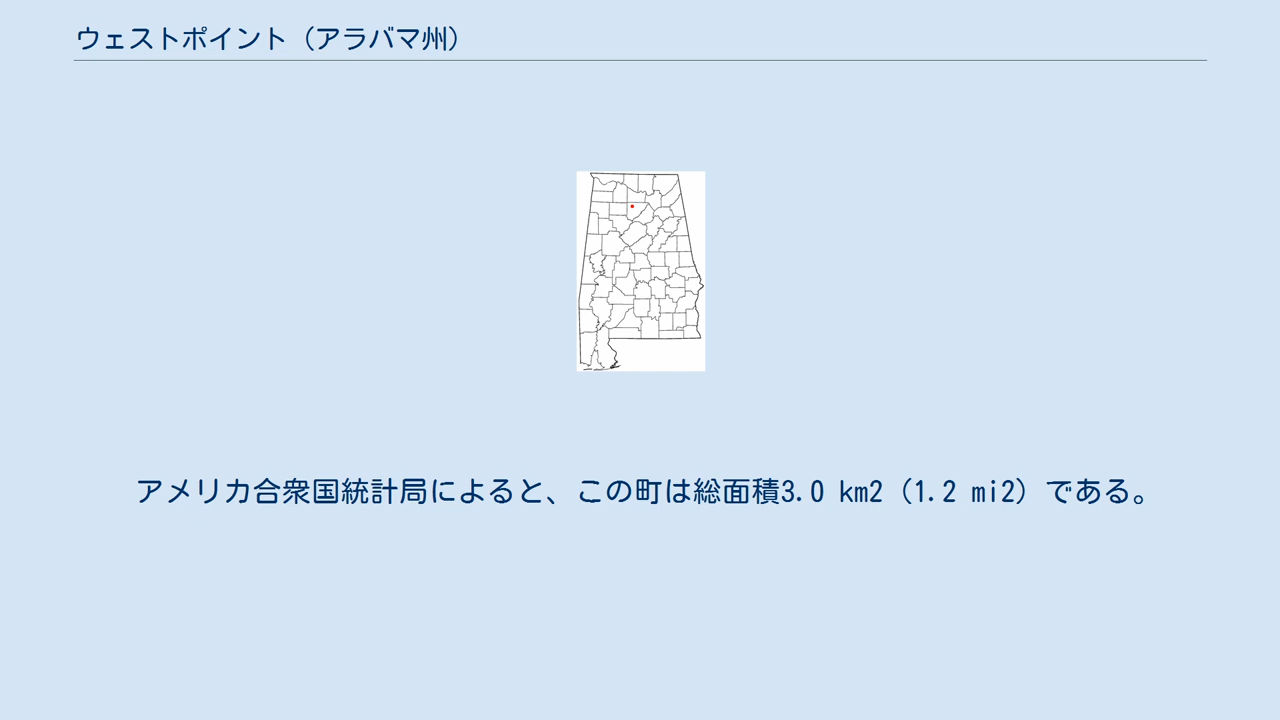 ウェストポイント（アラバマ州）
アメリカ合衆国統計局によると、この町は総面積3.0 km2（1.2 mi2）である。